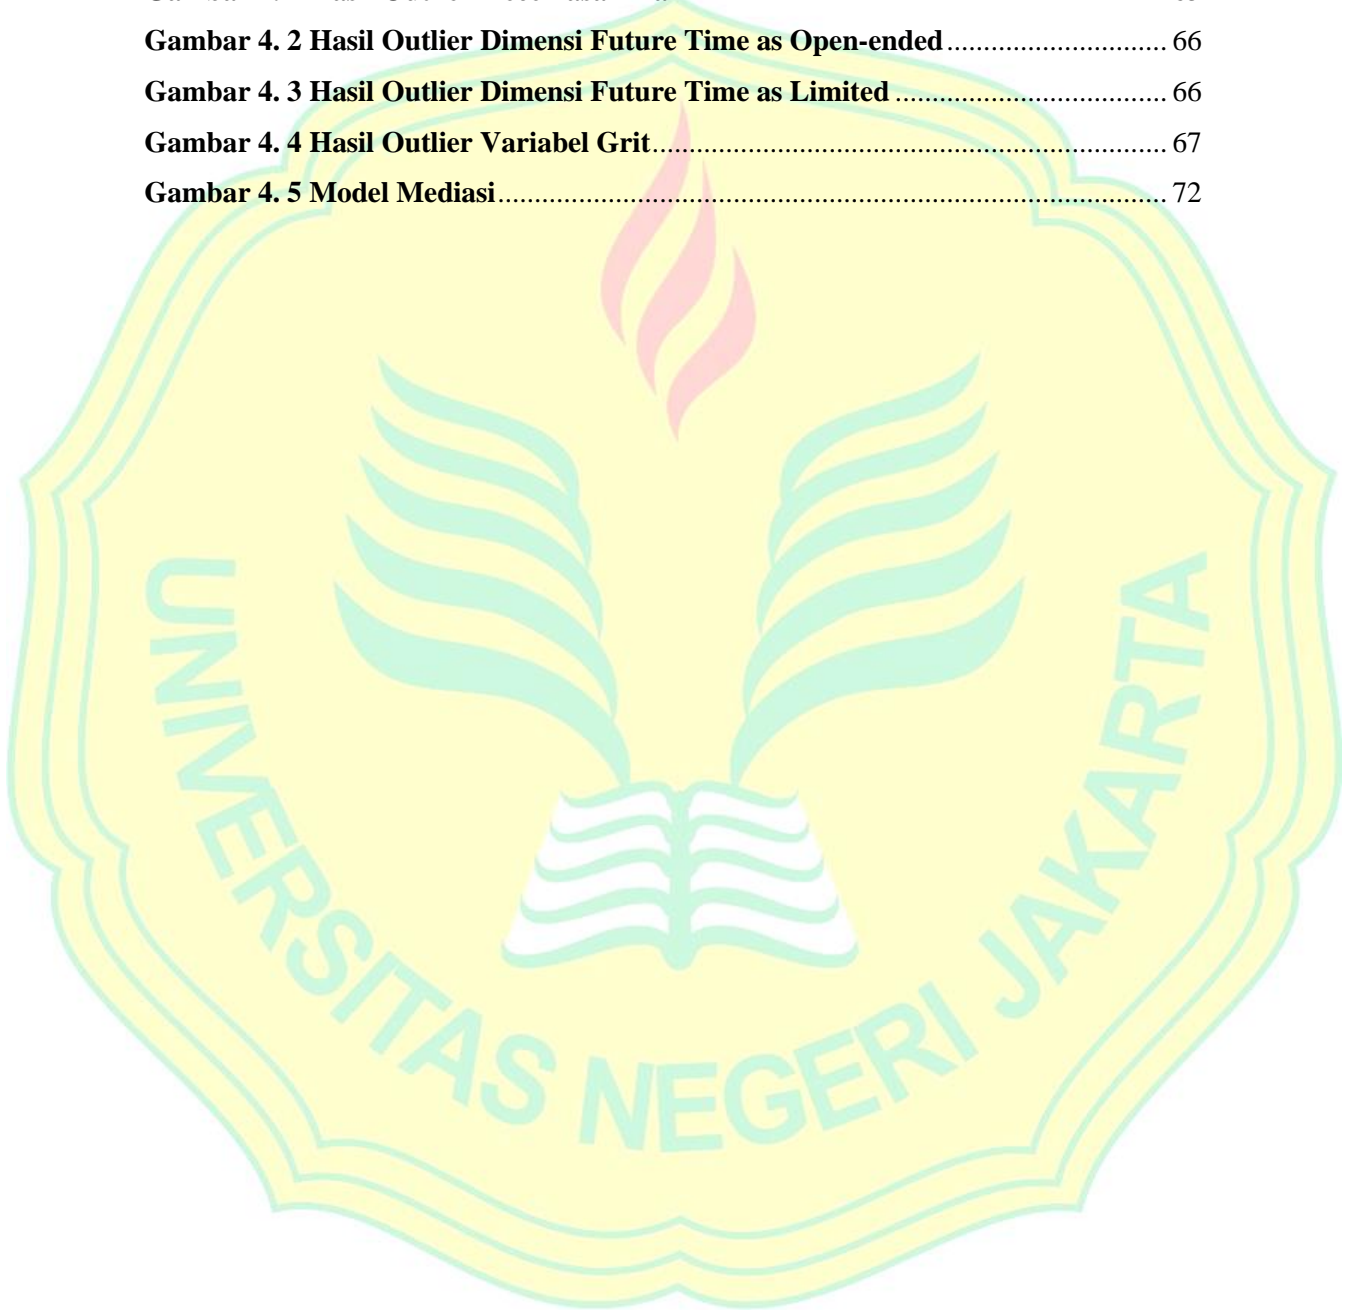 Gambar 4. 2 Hasil Outlier Dimensi Future Time as Open-ended ............................. 66
Gambar 4. 3 Hasil Outlier Dimensi Future Time as Limited .................................... 66
Gambar 4. 4 Hasil Outlier Variabel Grit..................................................................... 67
Gambar 4. 5 Model Mediasi.......................................................................................... 72
UNIVERSITAS NEGERI JAKARTA